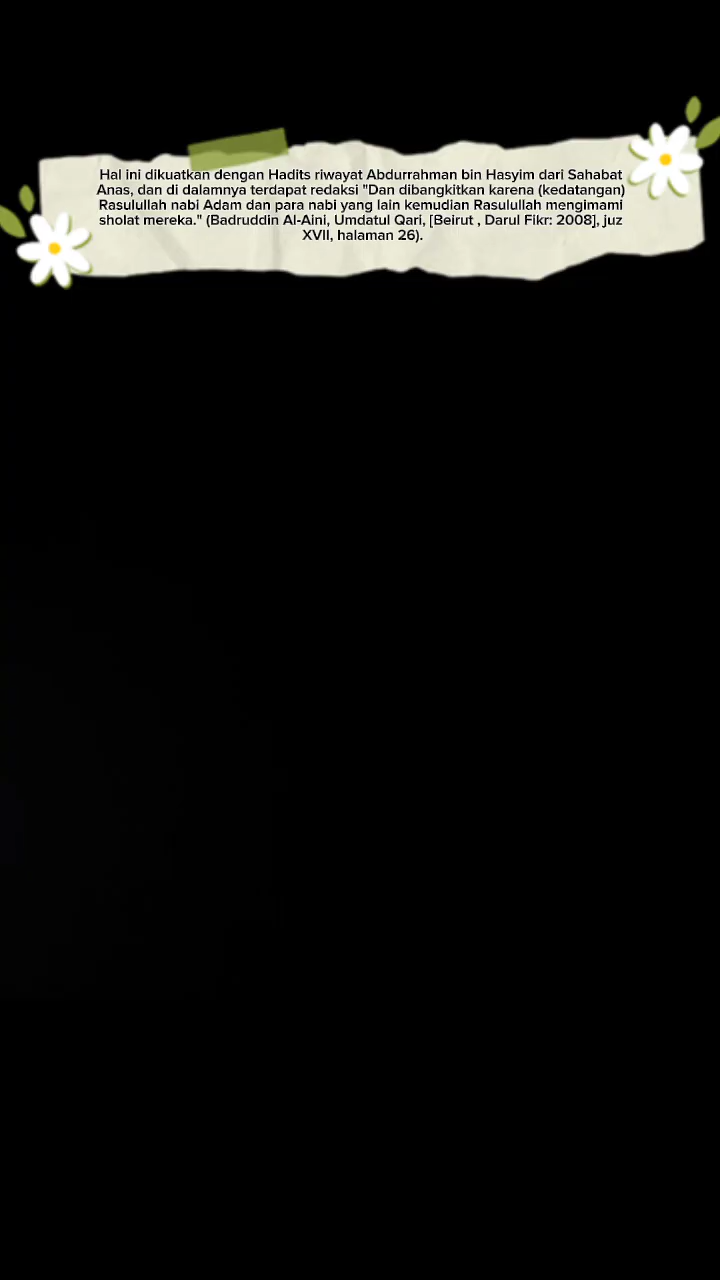 Hal ini dikuatkan dengan Hadits riwayat Abdurrahman bin Hasyim dari Sahabat
Anas, dan di dalamnya terdapat redaksi "Dan dibangkitkan karena (kedatangan)
Rasulullah nabi Adam dan para nabi yang lain kemudian Rasulullah mengimami
sholat mereka." (Badruddin Al-Aini, Umdatul Qari, [Beirut , Darul Fikr: 2008], juz
XVII, halaman 26).